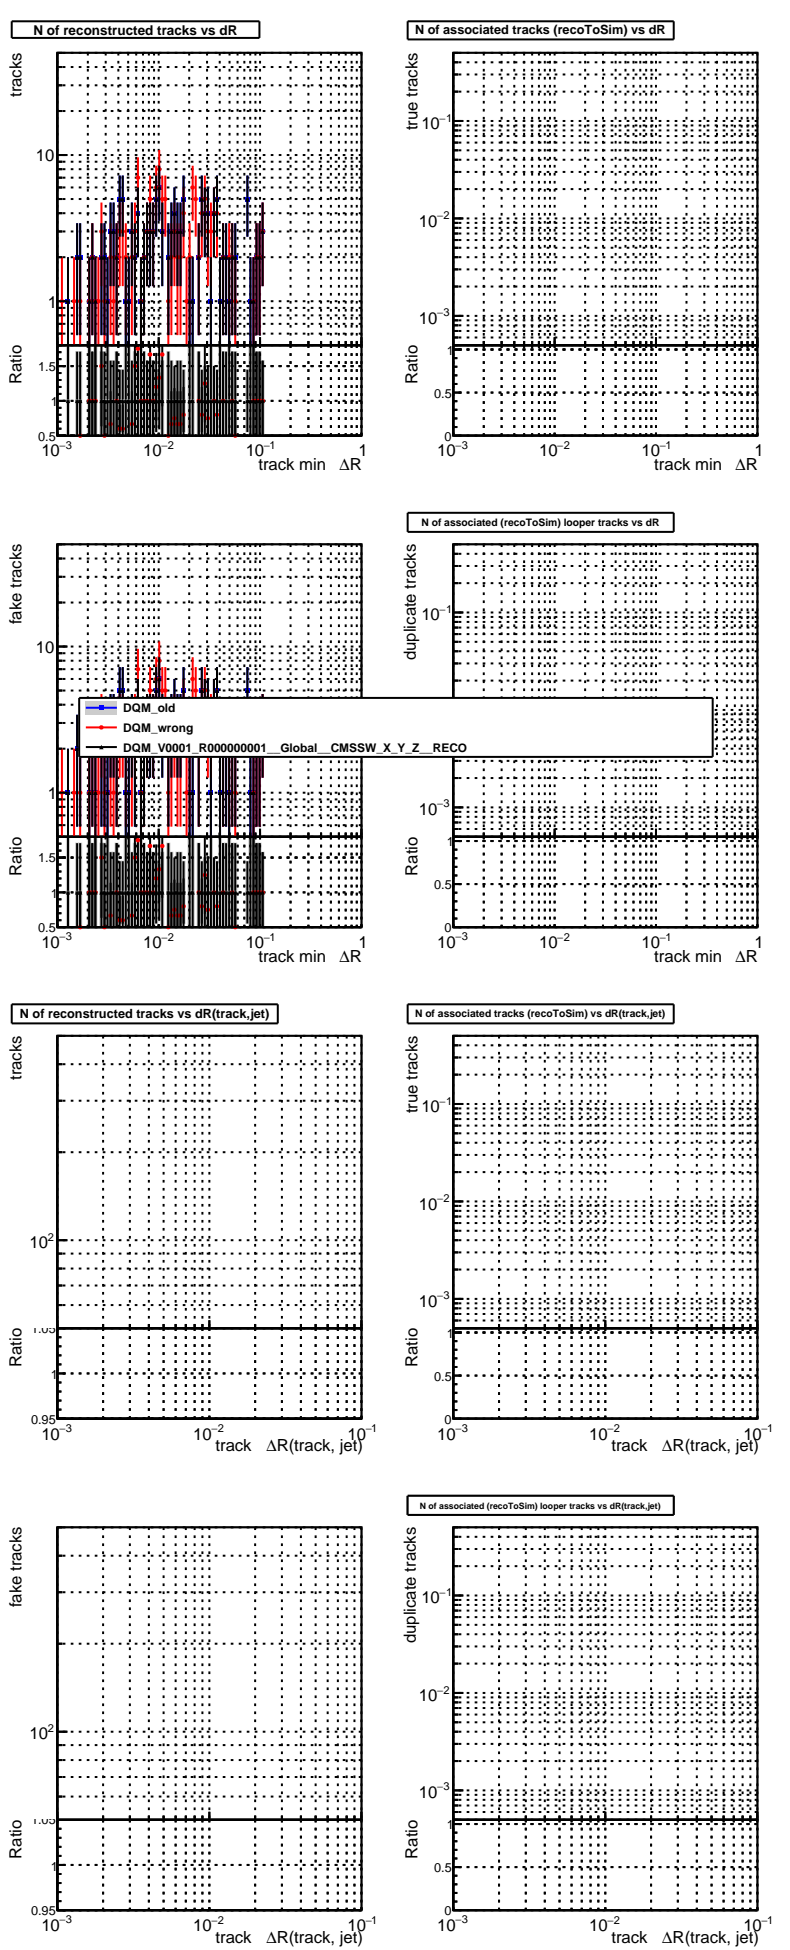 N of reconstructed tracks vs dR
tracks
10
1
Ratio
1.5
1
0.5
10−3 10−2 10−1 1
track min ΔR
N of associated tracks (recoToSim) vs dR
true tracks
10−1
10−2
10−3
Ratio
1
0.5
0
10−3 10−2 10−1 1
track min ΔR
fake tracks
10
1
Ratio
1.5
1
0.5
10−3 10−2 10−1 1
track min ΔR
N of associated (recoToSim) looper tracks vs dR
duplicate tracks
10−1
10−3
Ratio
1
0.5
0
10−3 10−2 10−1 1
track min ΔR
DQM_old
DQM_wrong
DQM_V0001_R000000001__Global__CMSSW_X_Y_Z__RECO
N of reconstructed tracks vs dR(track,jet)
tracks
102
Ratio
1.05
1
0.95
10−3 10−2 10−1
track ΔR(track, jet)
N of associated tracks (recoToSim) vs dR(track,jet)
true tracks
10−1
10−2
10−3
Ratio
1
0.5
0
10−3 10−2 10−1
track ΔR(track, jet)
fake tracks
102
Ratio
1.05
1
0.95
10−3 10−2 10−1
track ΔR(track, jet)
N of associated (recoToSim) looper tracks vs dR(track,jet)
duplicate tracks
10−1
10−2
10−3
Ratio
1
0.5
0
10−3 10−2 10−1
track ΔR(track, jet)